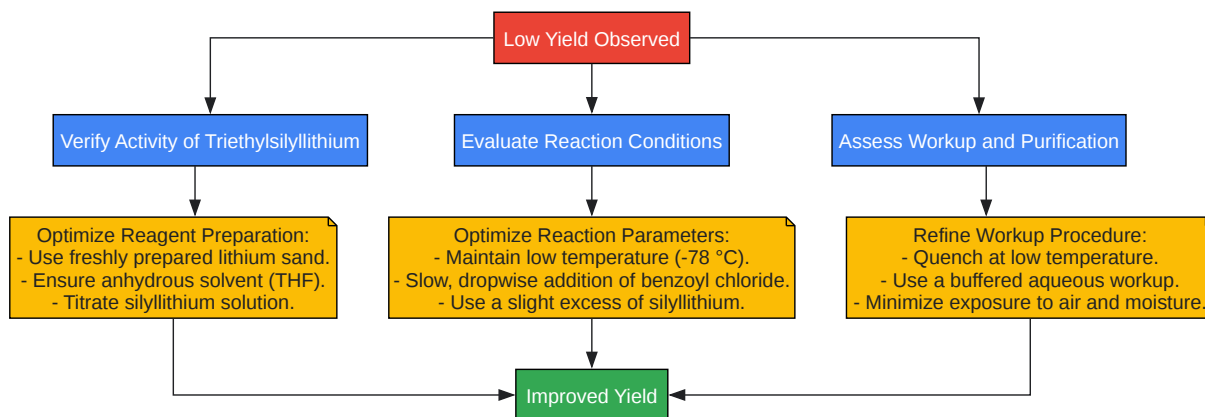 Low Yield Observed
Verify Activity of Triethylsilyllithium
Evaluate Reaction Conditions
Assess Workup and Purification
Optimize Reagent Preparation:
- Use freshly prepared lithium sand.
- Ensure anhydrous solvent (THF).
- Titrate silyllithium solution.
Optimize Reaction Parameters:
- Maintain low temperature (-78 °C).
- Slow, dropwise addition of benzoyl chloride.
- Use a slight excess of silyllithium.
Refine Workup Procedure:
- Quench at low temperature.
- Use a buffered aqueous workup.
- Minimize exposure to air and moisture.
Improved Yield